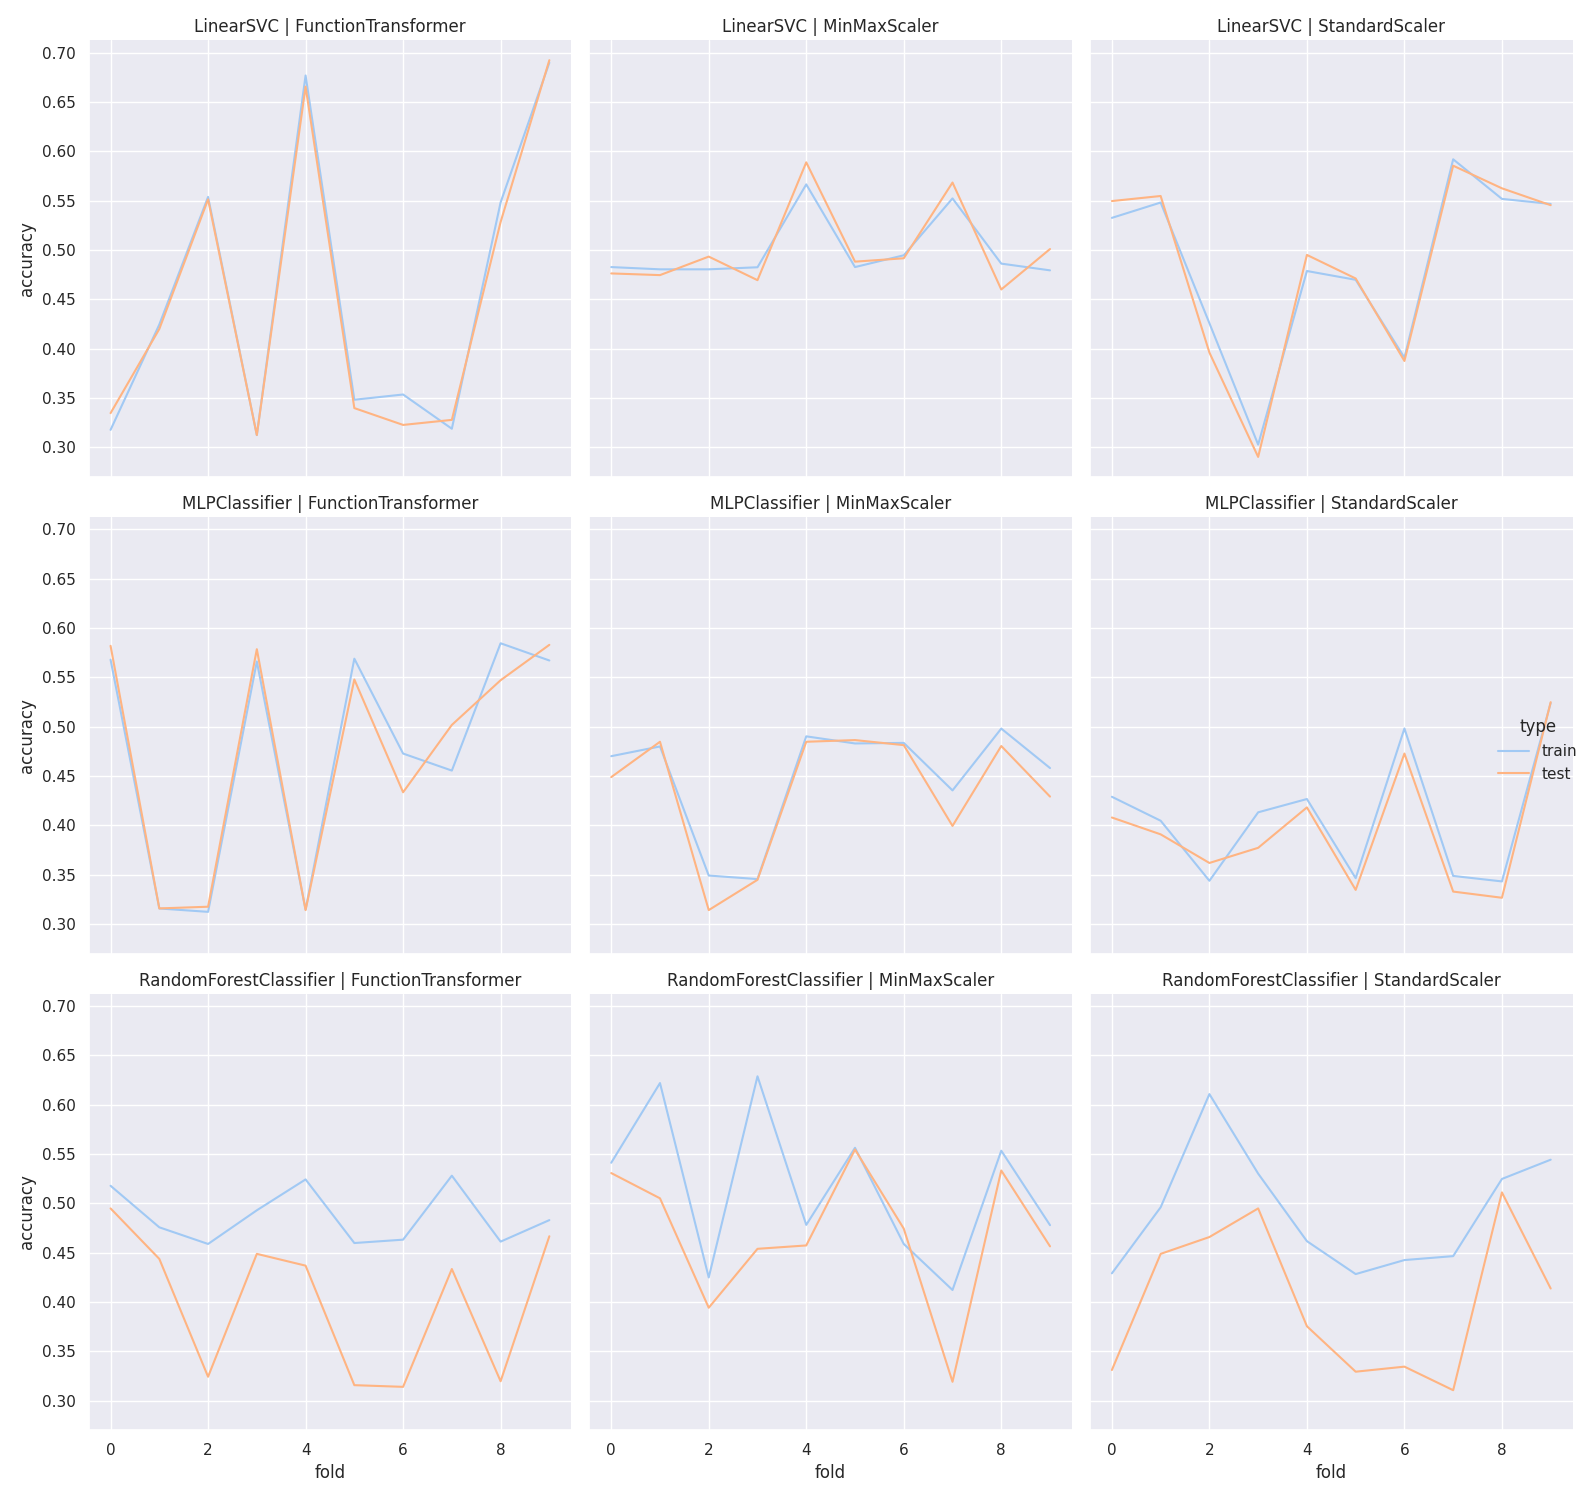 LinearSVC | FunctionTransformer
LinearSVC | MinMaxScaler
LinearSVC | StandardScaler
0.70
0.65
0.60
0.55
0.50
0.45
0.40
0.35
0.30
accuracy
MLPClassifier | FunctionTransformer
MLPClassifier | MinMaxScaler
MLPClassifier | StandardScaler
0.70
0.65
0.60
0.55
0.50
0.45
0.40
0.35
0.30
accuracy
type
train
test
RandomForestClassifier | FunctionTransformer
RandomForestClassifier | MinMaxScaler
RandomForestClassifier | StandardScaler
0.70
0.65
0.60
0.55
0.50
0.45
0.40
0.35
0.30
accuracy
0 2 4 6 8
0 2 4 6 8
0 2 4 6 8
fold
fold
fold